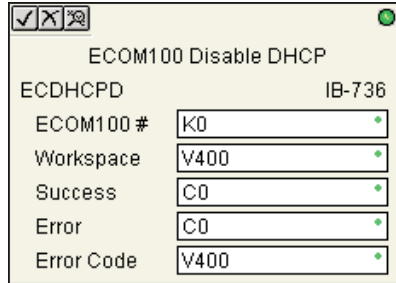 ECOM100 Disable DHCP
ECDHCPD IB-736
ECOM100 # K0
Workspace V400
Success C0
Error C0
Error Code V400